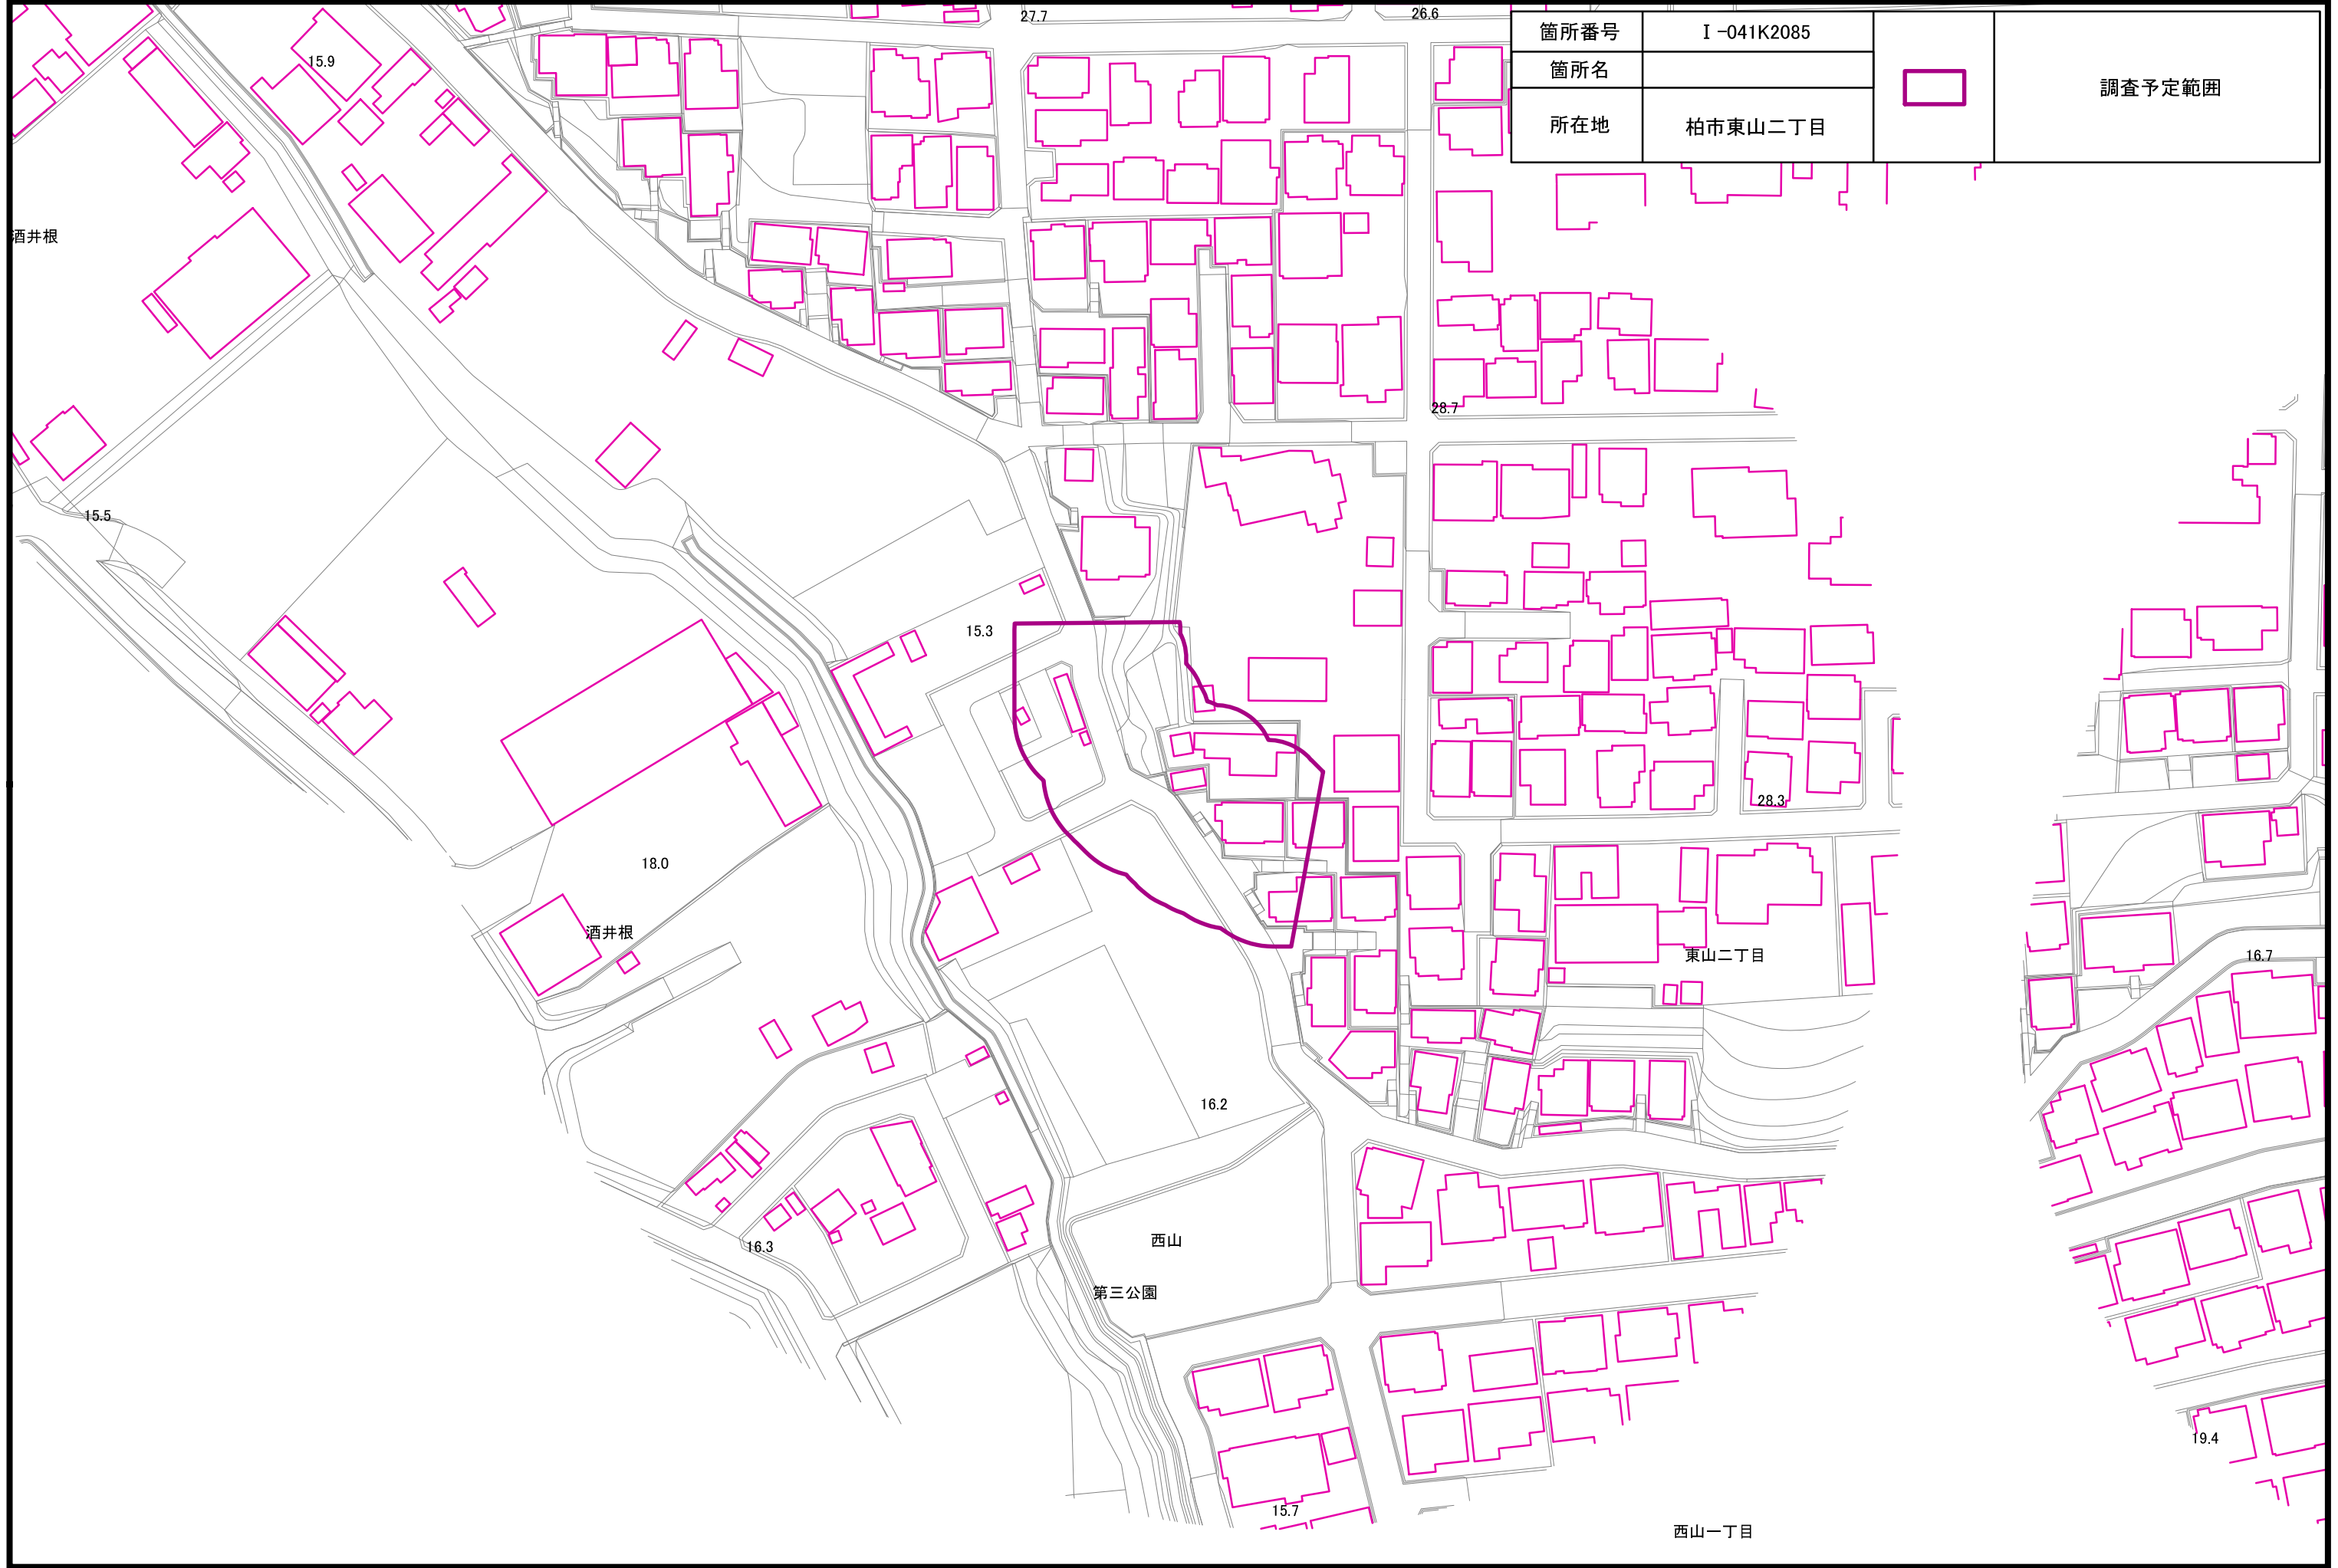 27.7
26.6
箇所番号 Ⅰ-041K2085
箇所名
所在地 柏市東山二丁目
調査予定範囲
15.9
酒井根
28.7
15.5
15.3
28.3
18.0
酒井根
東山二丁目
16.7
16.2
西山
第三公園
16.3
19.4
15.7
西山一丁目